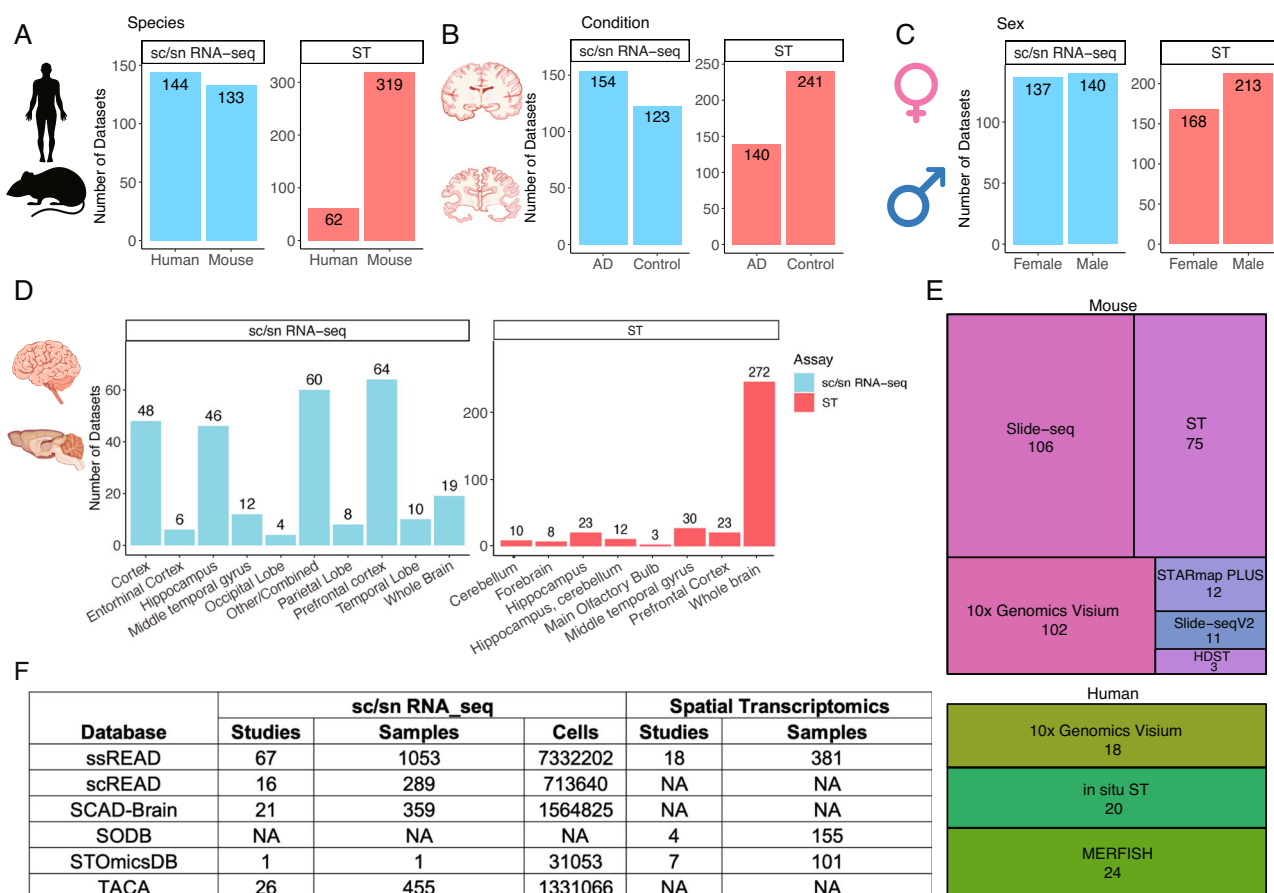 A
Species
sc/sn RNA−seq
ST
Number of Datasets
150
100
50
0
144
133
Human Mouse
300
200
100
0
62
319
Human Mouse
B
Condition
sc/sn RNA−seq
ST
Number of Datasets
150
100
50
0
154
123
AD Control
250
200
150
100
50
0
140
241
AD Control
C
Sex
sc/sn RNA−seq
ST
Number of Datasets
100
50
0
137
140
Female Male
200
150
100
50
0
168
213
Female Male
D
sc/sn RNA−seq
ST
Number of Datasets
60
40
20
0
48
6
46
12
4
60
8
64
10
19
Cortex
Entorhinal Cortex
Hippocampus
Middle temporal gyrus
Occipital Lobe
Other/Combined
Parietal Lobe
Prefrontal cortex
Temporal Lobe
Whole Brain
200
100
0
10
8
23
12
3
30
23
272
Cerebellum
Forebrain
Hippocampus
Hippocampus, cerebellum
Main Olfactory Bulb
Middle temporal gyrus
Prefrontal Cortex
Whole brain
Assay
sc/sn RNA−seq
ST
E
Mouse
Slide−seq
106
ST
75
10x Genomics Visium
102
STARmap PLUS
12
Slide−seqV2
11
HDST
3
Human
10x Genomics Visium
18
in situ ST
20
MERFISH
24
F
sc/sn RNA_seq Spatial Transcriptomics
Database Studies Samples Cells Studies Samples
ssREAD 67 1053 7332202 18 381
scREAD 16 289 713640 NA NA
SCAD-Brain 21 359 1564825 NA NA
SODB NA NA NA 4 155
STOmicsDB 1 1 31053 7 101
TACA 26 455 1331066 NA NA